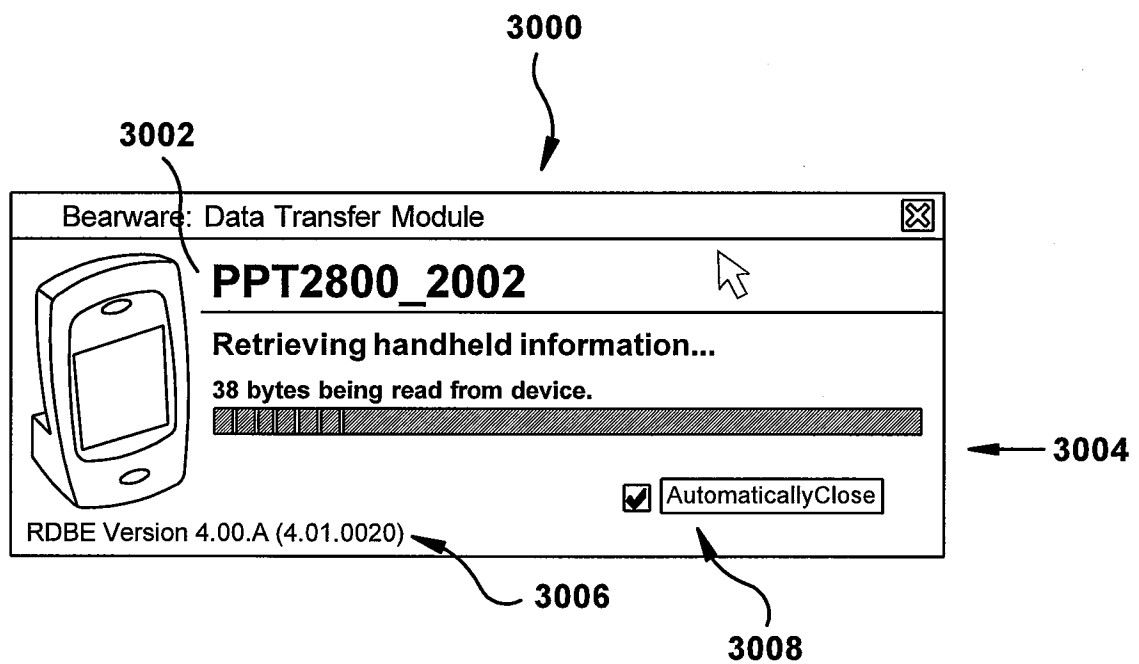 3000
3002
Bearware: Data Transfer Module
PPT2800_2002
Retrieving handheld information...
38 bytes being read from device.
3004
AutomaticallyClose
RDBE Version 4.00.A (4.01.0020)
3006
3008